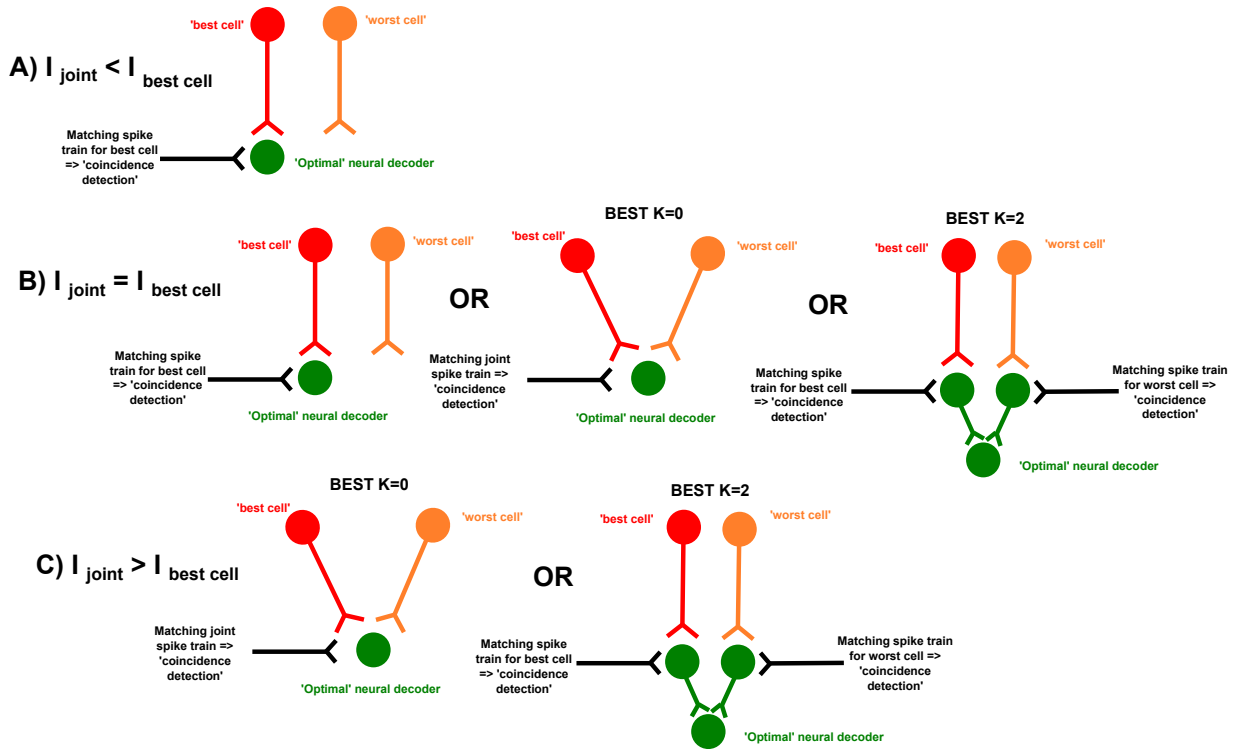 'best cell'
'worst cell'
A) I joint < I best cell
Matching spike
train for best cell
=> 'coincidence
detection'
'Optimal' neural decoder
BEST K=0
BEST K=2
'best cell'
'worst cell'
'best cell'
'worst cell'
'best cell'
'worst cell'
B) I joint = I best cell
OR
OR
Matching spike
train for best cell
=> 'coincidence
detection'
'Optimal' neural decoder
Matching joint
spike train =>
'coincidence
detection'
'Optimal' neural decoder
Matching spike
train for best cell
=> 'coincidence
detection'
Matching spike train
for worst cell =>
'coincidence
detection'
'Optimal' neural decoder
BEST K=0
BEST K=2
'best cell'
'worst cell'
'best cell'
'worst cell'
C) I joint > I best cell
OR
Matching joint
spike train =>
'coincidence
detection'
'Optimal' neural decoder
Matching spike
train for best cell
=> 'coincidence
detection'
Matching spike train
for worst cell =>
'coincidence
detection'
'Optimal' neural decoder